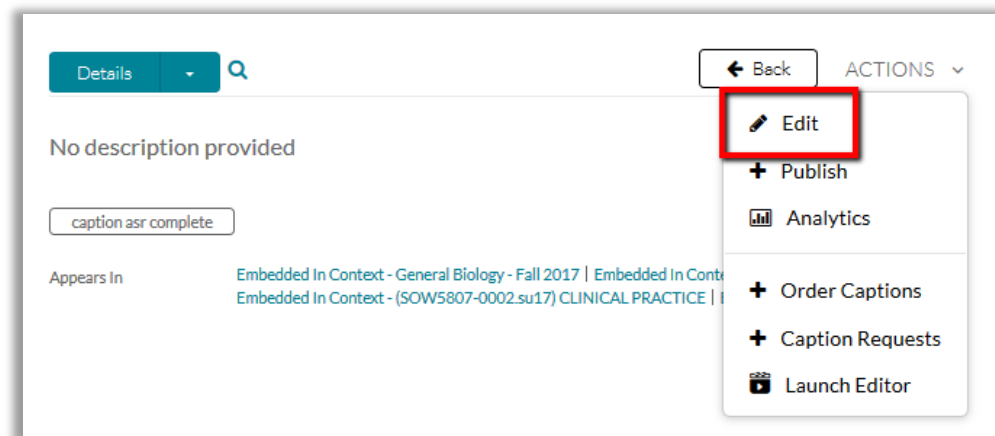 Details
Back
ACTIONS
Edit
No description provided
Publish
caption asr complete
Analytics
Appears In
Embedded In Context - General Biology - Fall 2017 | Embedded In
Embedded In Context - (SOW5807-0002.su17) CLINICAL PRACTICE |
Order Captions
Caption Requests
Launch Editor